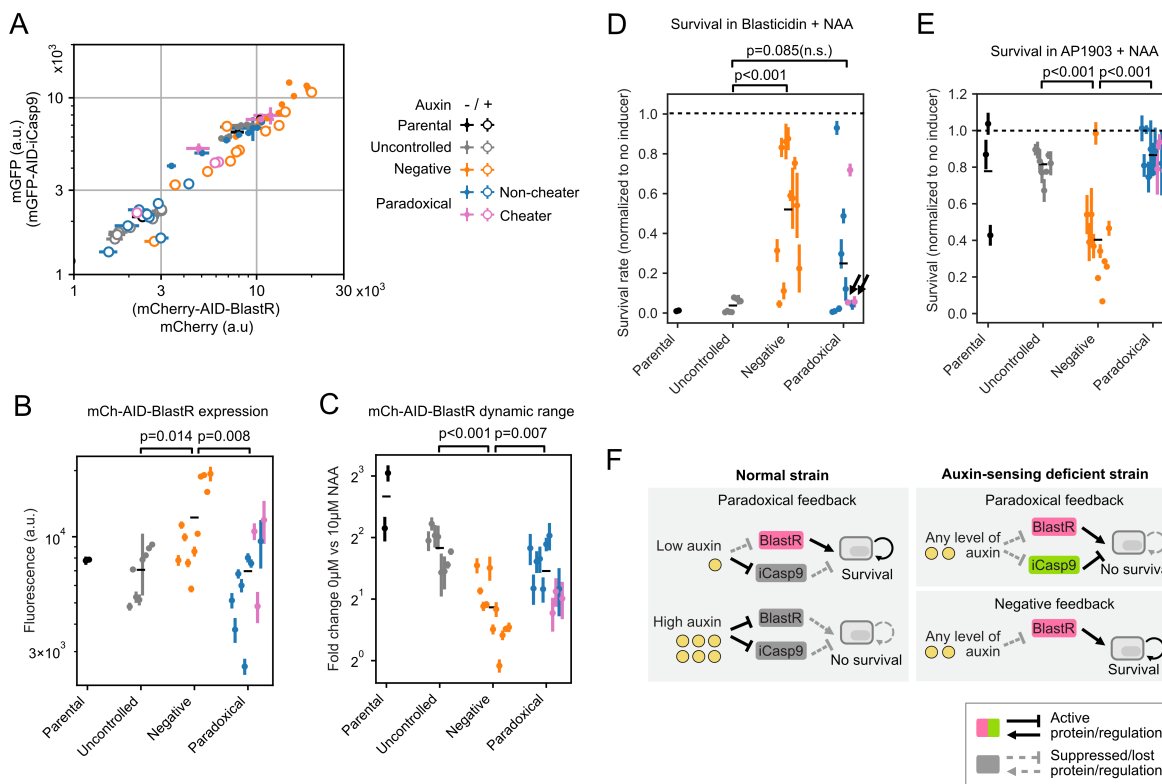 A
x10³
10
3
1
mGFP (a.u.)
(mGFP-AID-iCasp9)
1
3
10
30 x10³
(mCherry-AID-BlastR)
mCherry (a.u)
Auxin - / +
Parental
Uncontrolled
Negative
Paradoxical
Non-cheater
Cheater
B
mCh-AID-BlastR expression
p=0.014 p=0.008
Fluorescence (a.u.)
10⁴
3×10³
Parental
Uncontrolled
Negative
Paradoxical
C
mCh-AID-BlastR dynamic range
p<0.001 p=0.007
Fold change 0μM vs 10μM NAA
2³
2²
2¹
2⁰
Parental
Uncontrolled
Negative
Paradoxical
D
Survival in Blasticidin + NAA
p=0.085(n.s.)
p<0.001
Survival rate (normalized to no inducer)
1.0
0.8
0.6
0.4
0.2
0.0
Parental
Uncontrolled
Negative
Paradoxical
E
Survival in AP1903 + NAA
p<0.001 p<0.001
Survival (normalized to no inducer)
1.2
1.0
0.8
0.6
0.4
0.2
0.0
Parental
Uncontrolled
Negative
Paradoxical
F
Normal strain
Paradoxical feedback
Low auxin
BlastR
iCasp9
Survival
High auxin
BlastR
iCasp9
No survival
Auxin-sensing deficient strain
Paradoxical feedback
Any level of
auxin
BlastR
iCasp9
No surviv
Negative feedback
Any level of
auxin
BlastR
Survival
Active
protein/regulation
Suppressed/lost
protein/regulation